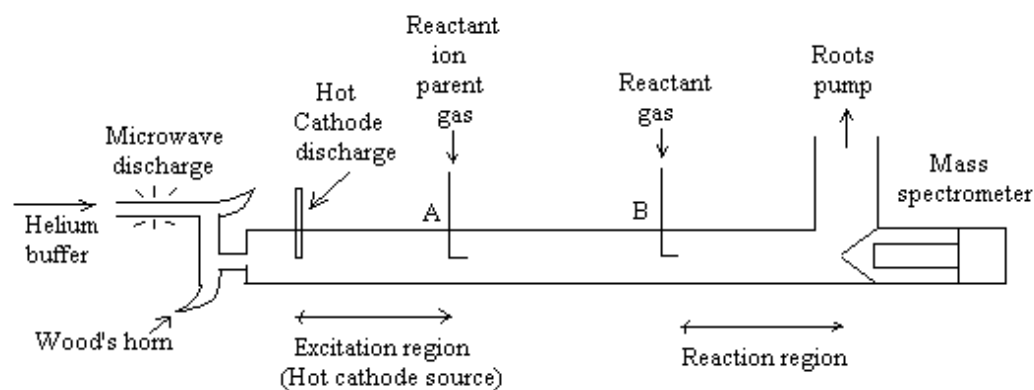 Reactant
ion
parent
gas
Roots
pump
Hot
Cathode
discharge
Reactant
gas
Microwave
discharge
Mass
spectrometer
A
B
Helium
buffer
Wood's horn
Excitation region
(Hot cathode source)
Reaction region